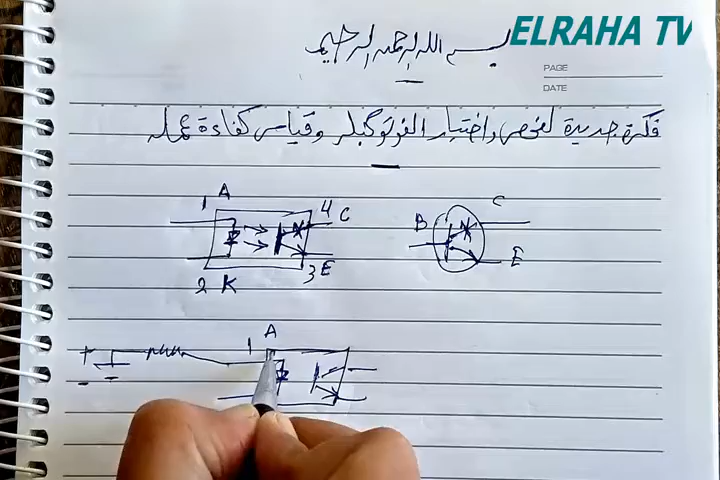 ELRAHA TV
بسم الله الرحمن الرحيم
PAGE
DATE
فكرة جديدة لفحص واختبار الفوتوكبلر وقياس كفاءة عمله
1 A 4 C
2 K 3 E
B C E
+ - 1 A